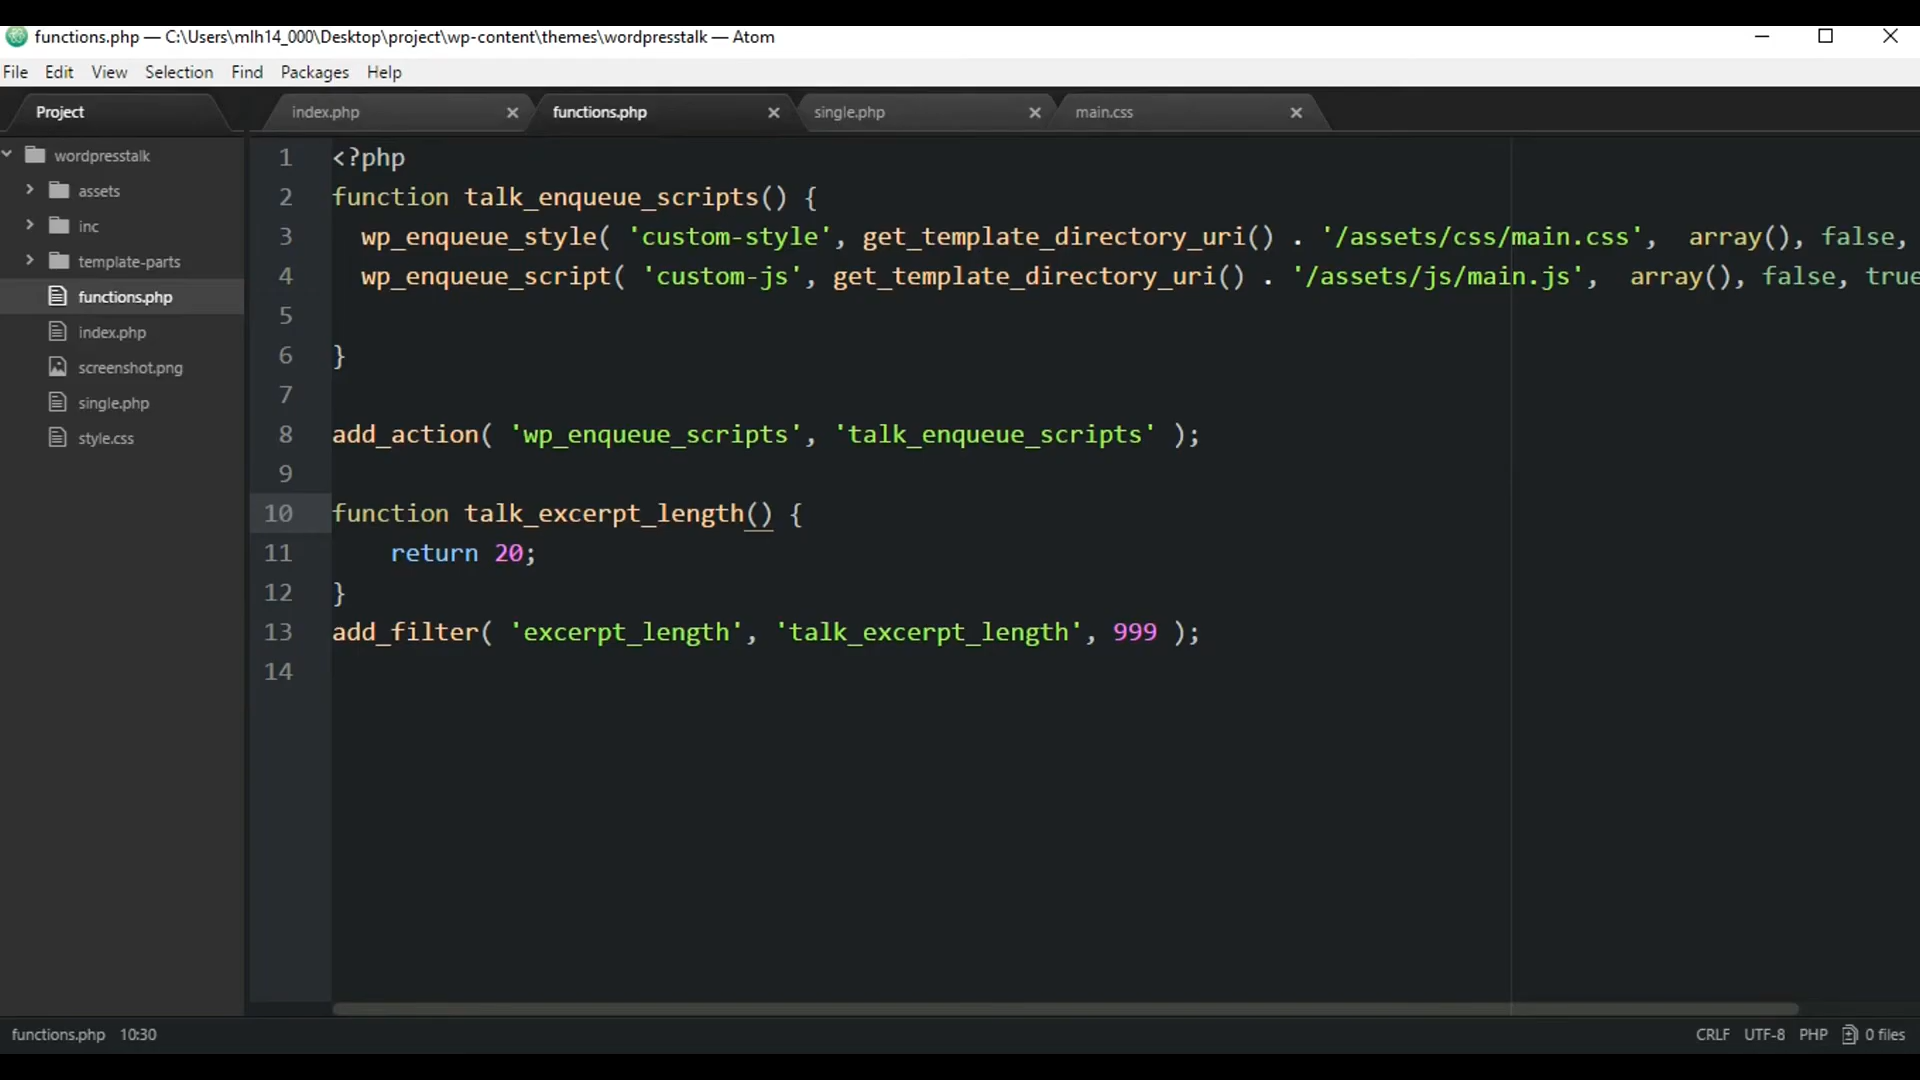 functions.php — C:\Users\mlh14_000\Desktop\project\wp-content\themes\wordpresstalk — Atom
File Edit View Selection Find Packages Help
Project
index.php
functions.php
single.php
main.css
wordpresstalk
assets
inc
template-parts
functions.php
index.php
screenshot.png
single.php
style.css
1 <?php
2 function talk_enqueue_scripts() {
3 wp_enqueue_style( 'custom-style', get_template_directory_uri() . '/assets/css/main.css', array(), false,
4 wp_enqueue_script( 'custom-js', get_template_directory_uri() . '/assets/js/main.js', array(), false, true
5
6 }
7
8 add_action( 'wp_enqueue_scripts', 'talk_enqueue_scripts' );
9
10 function talk_excerpt_length() {
11 return 20;
12 }
13 add_filter( 'excerpt_length', 'talk_excerpt_length', 999 );
14
functions.php 10:30
CRLF UTF-8 PHP 0 files